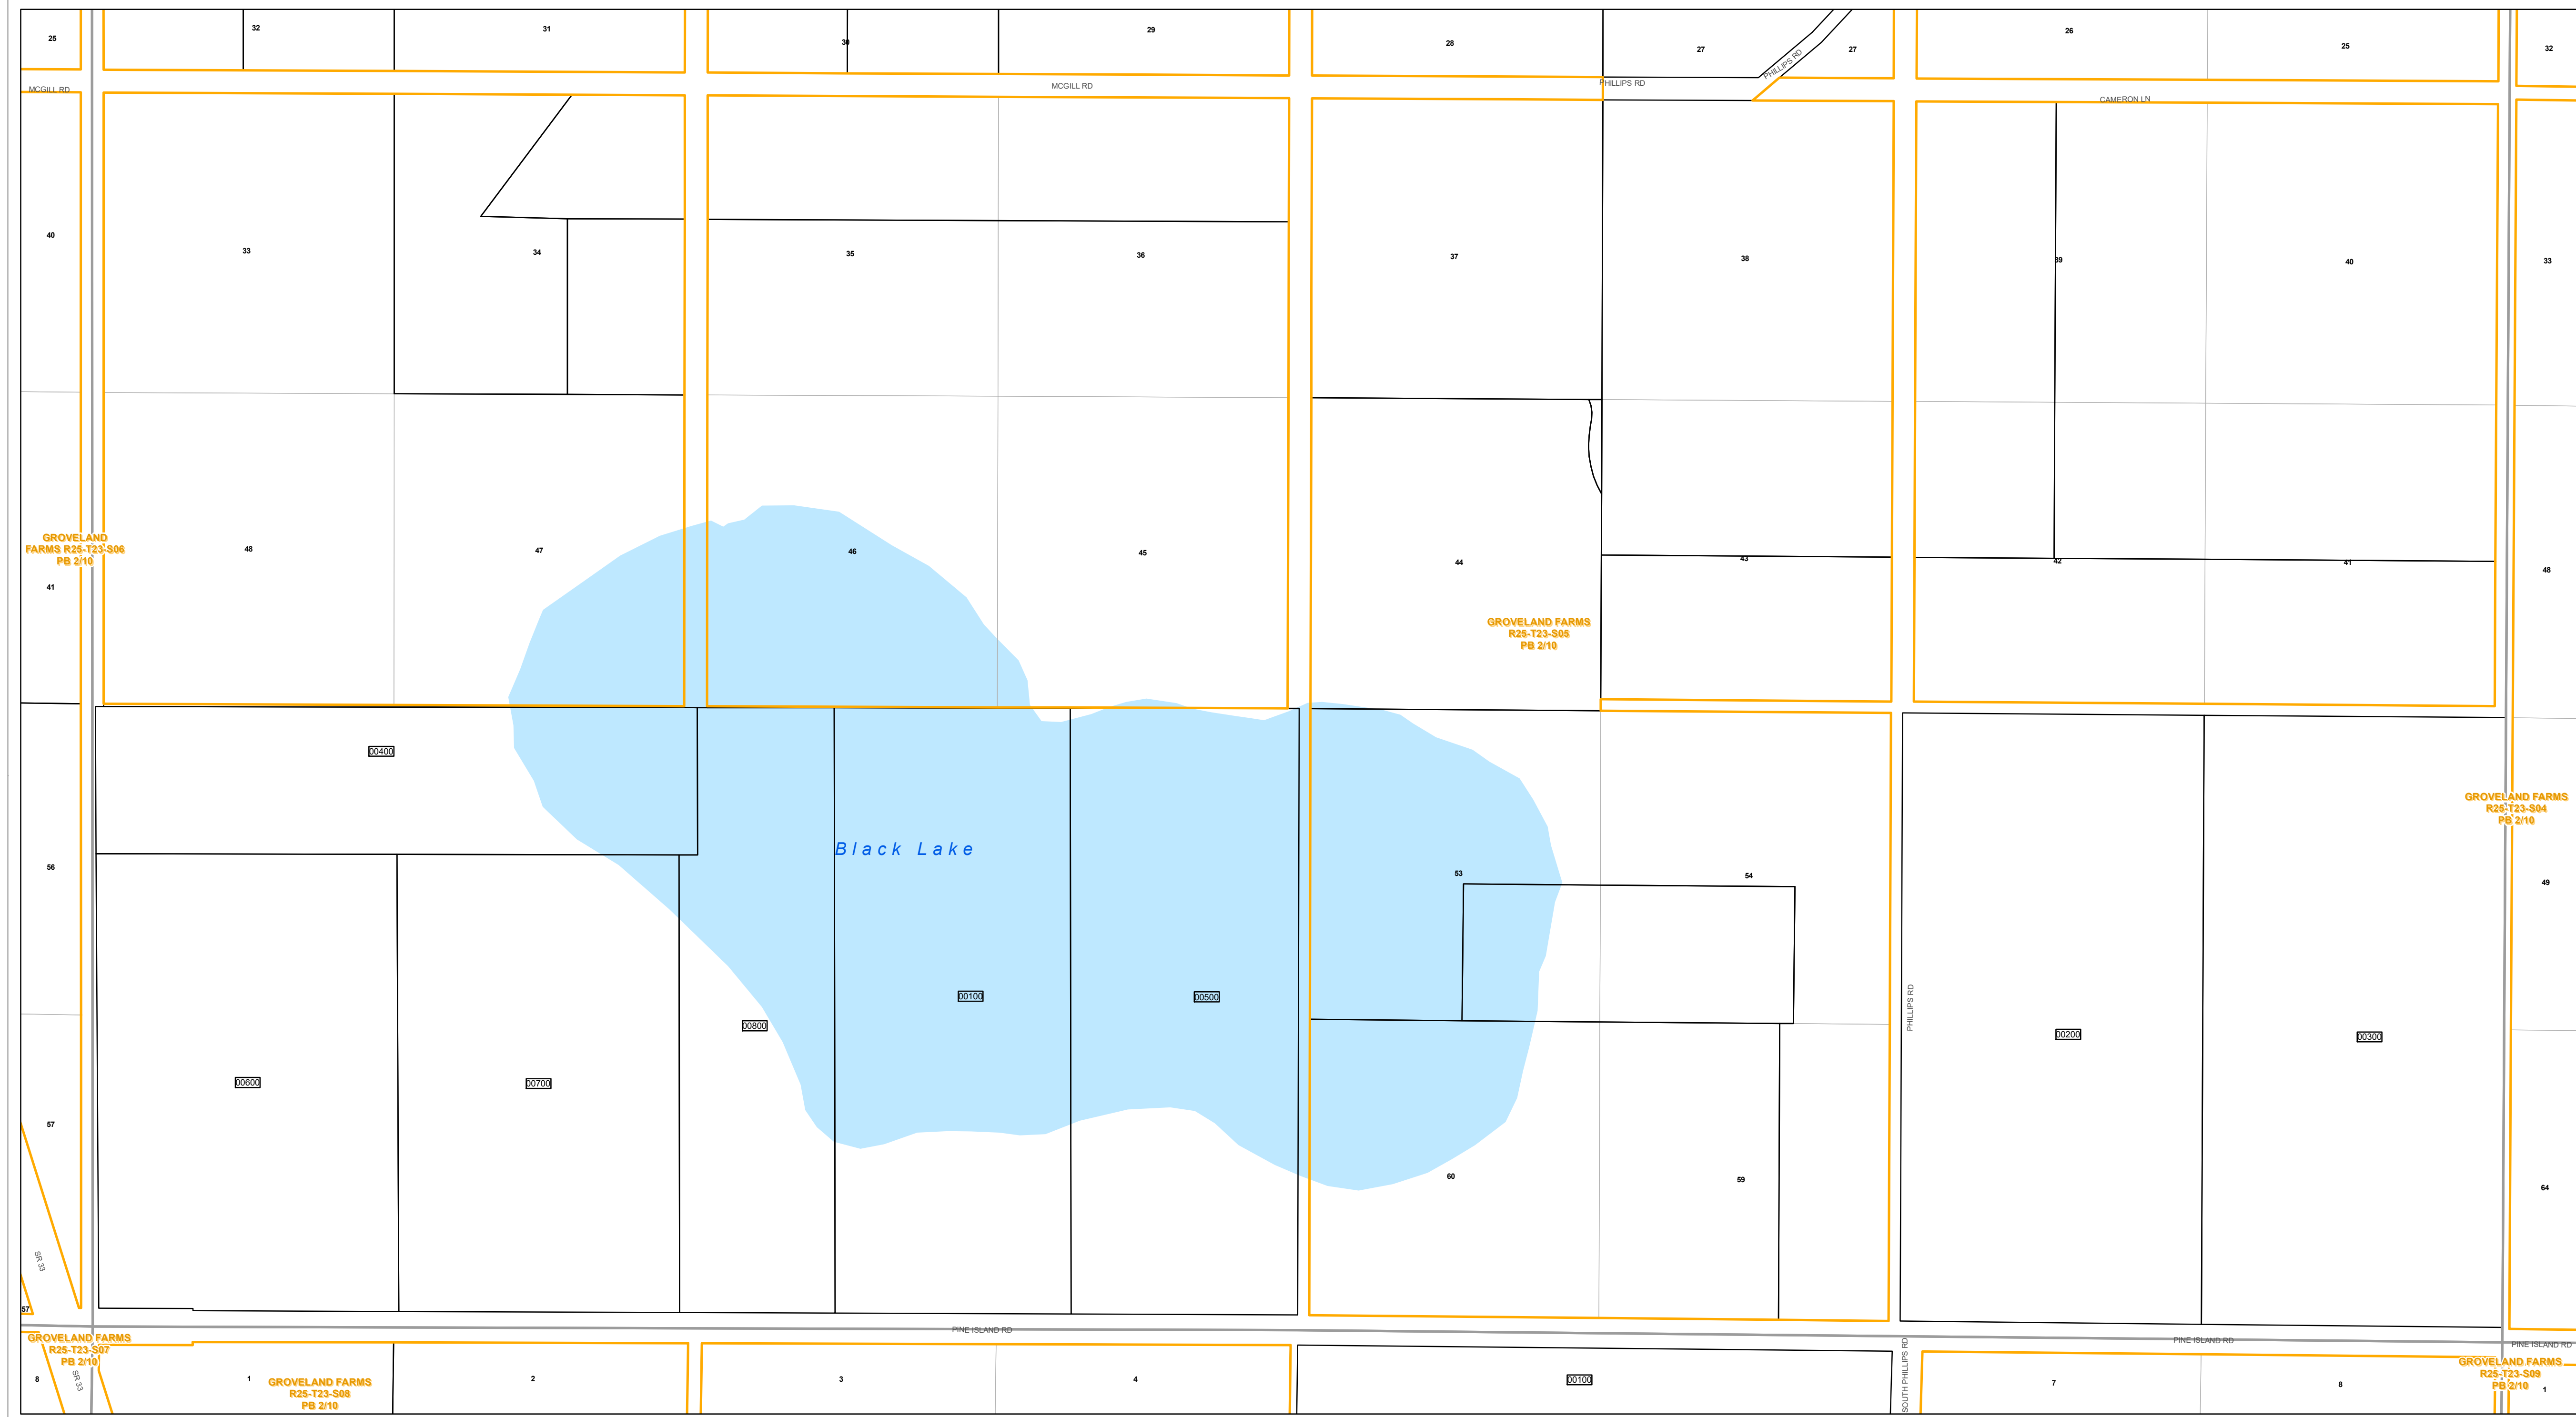 25
32
31
30
29
28
27
27
26
25
32
MCGILL RD
MCGILL RD
PHILLIPS RD
PHILLIPS RD
CAMERON LN
40
33
34
35
36
37
38
39
40
33
GROVELAND
FARMS R25-T23-S06
PB 2/10
41
48
47
46
45
44
43
42
41
48
GROVELAND FARMS
R25-T23-S05
PB 2/10
00400
GROVELAND FARMS
R25-T23-S04
PB 2/10
Black Lake
56
53
54
49
00100
00500
00800
PHILLIPS RD
00200
00300
00600
00700
57
60
59
64
SR 33
57
PINE ISLAND RD
PINE ISLAND RD
PINE ISLAND RD
GROVELAND FARMS
R25-T23-S07
PB 2/10
SR 33
8
1
GROVELAND FARMS
R25-T23-S08
PB 2/10
2
3
4
00100
SOUTH PHILLIPS RD
7
8
GROVELAND FARMS
R25-T23-S09
PB 2/10
1